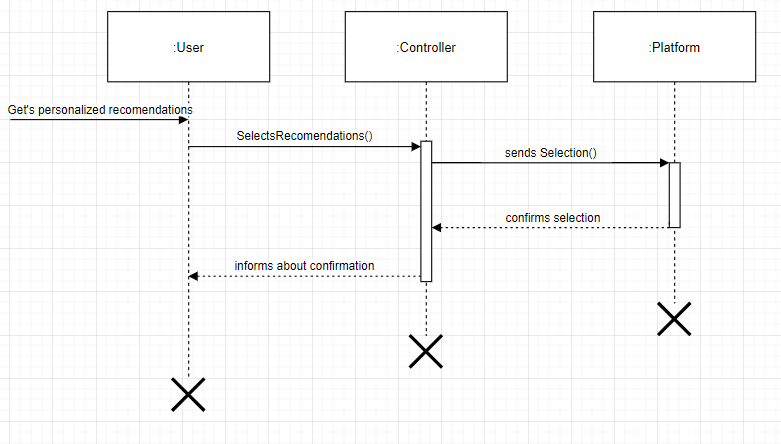 :User
:Controller
:Platform
Get's personalized recomendations
SelectsRecomendations()
sends Selection()
confirms selection
informs about confirmation